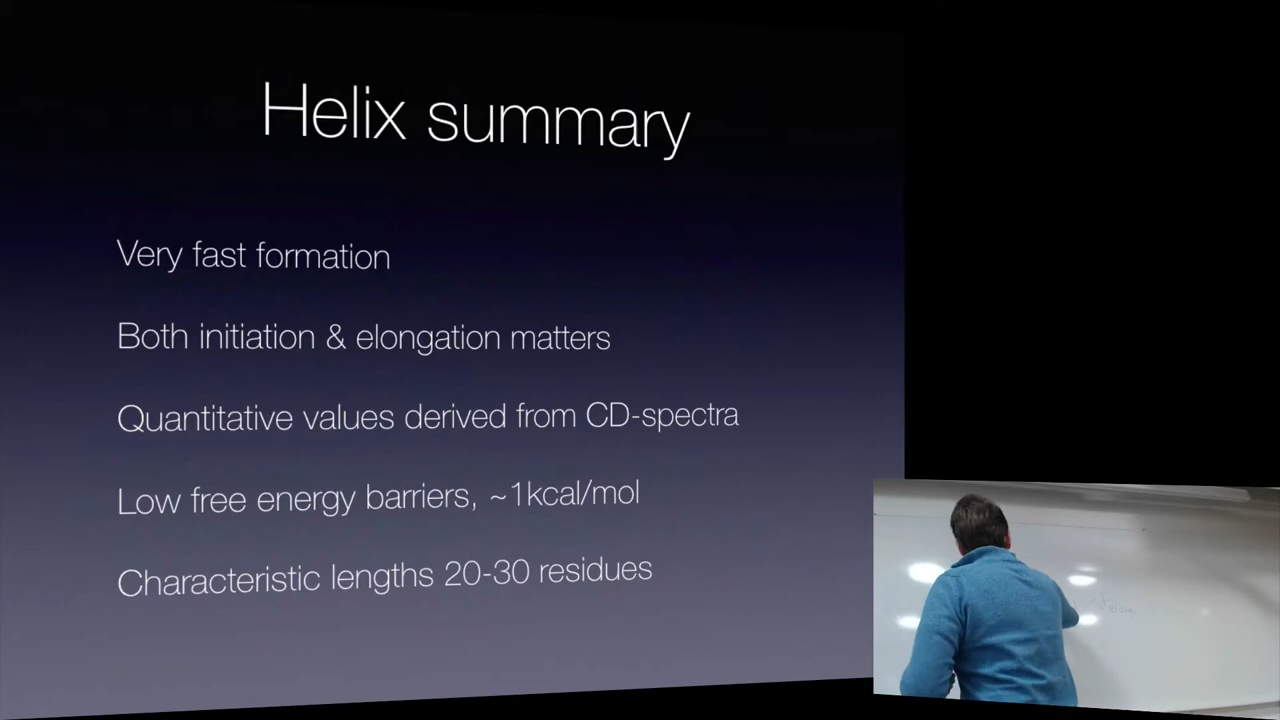 Helix summary
Very fast formation
Both initiation & elongation matters
Quantitative values derived from CD-spectra
Low free energy barriers, ~1kcal/mol
Characteristic lengths 20-30 residues